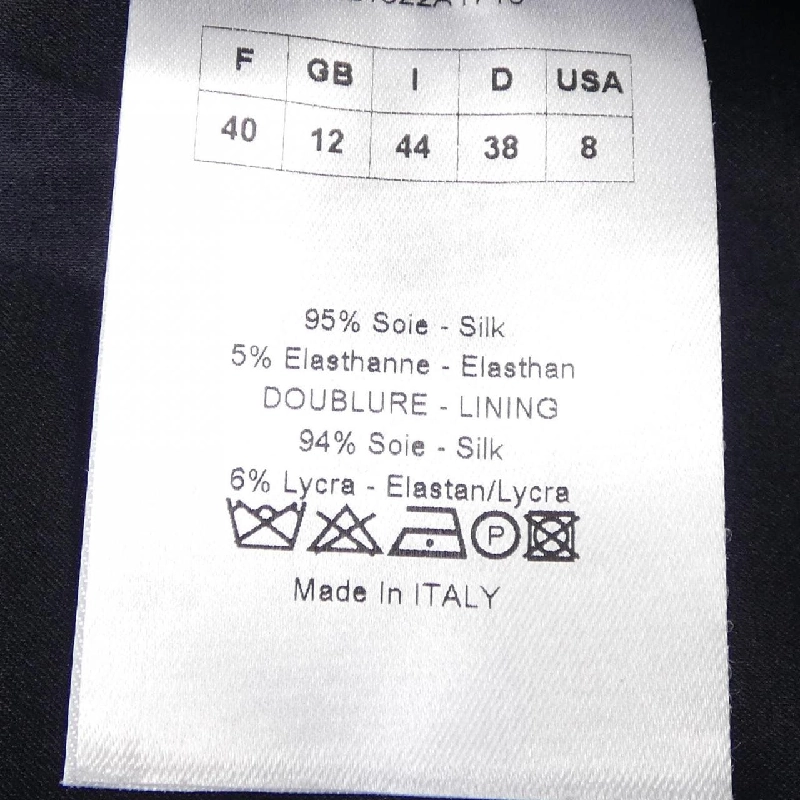 F GB I D USA
40 12 44 38 8
95% Soie - Silk
5% Elasthanne - Elasthan
DOUBLURE - LINING
94% Soie - Silk
6% Lycra - Elastan/Lycra
P
Made In ITALY